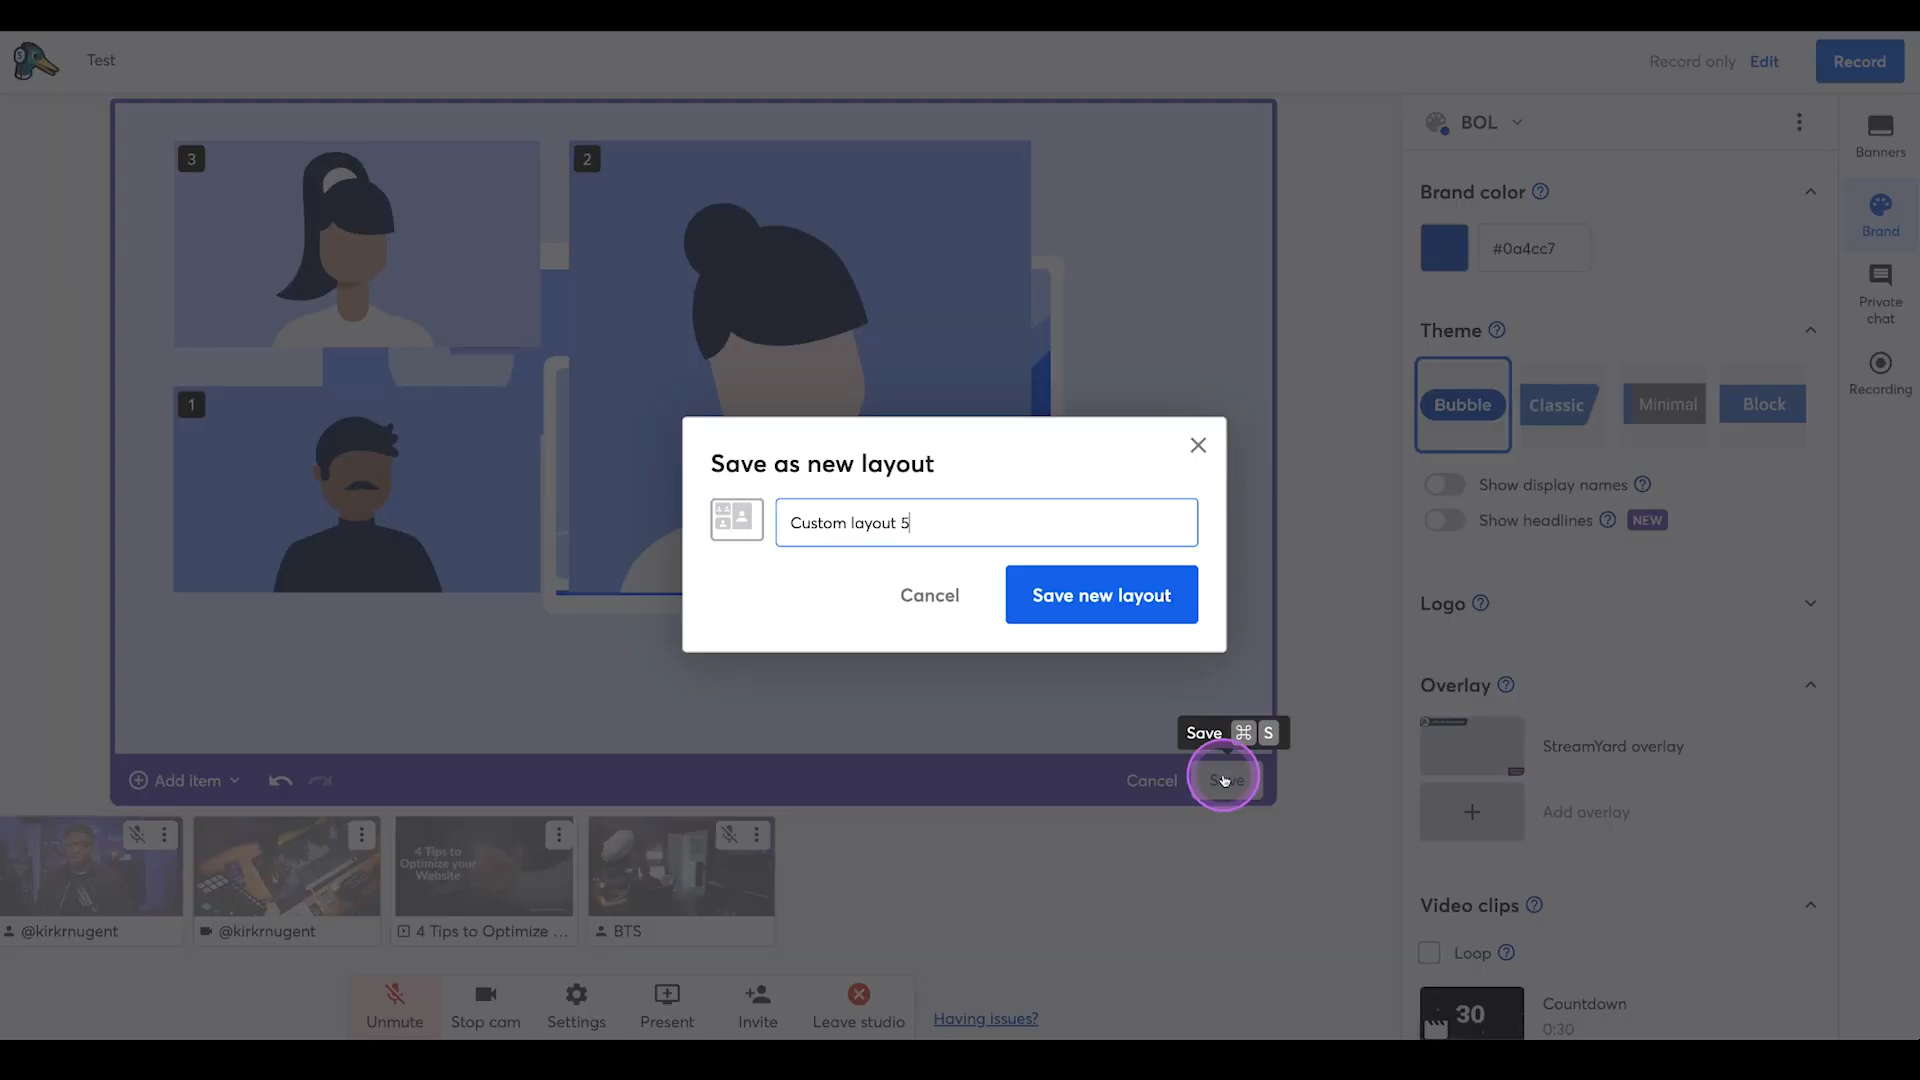 Test
Record only Edit
Record
3
2
1
BOL
Brand color
#0a4cc7
Theme
Bubble
Classic
Minimal
Block
Show display names
Show headlines
NEW
Logo
Overlay
StreamYard overlay
Add overlay
Video clips
Loop
30
Countdown
0:30
Banners
Brand
Private
chat
Recording
Save as new layout
Custom layout 5
Cancel
Save new layout
Save ⌘ S
Add item
Cancel
Save
4 Tips to
Optimize your
Website
@kirkrnugent
@kirkrnugent
4 Tips to Optimize ...
BTS
Unmute
Stop cam
Settings
Present
Invite
Leave studio
Having issues?